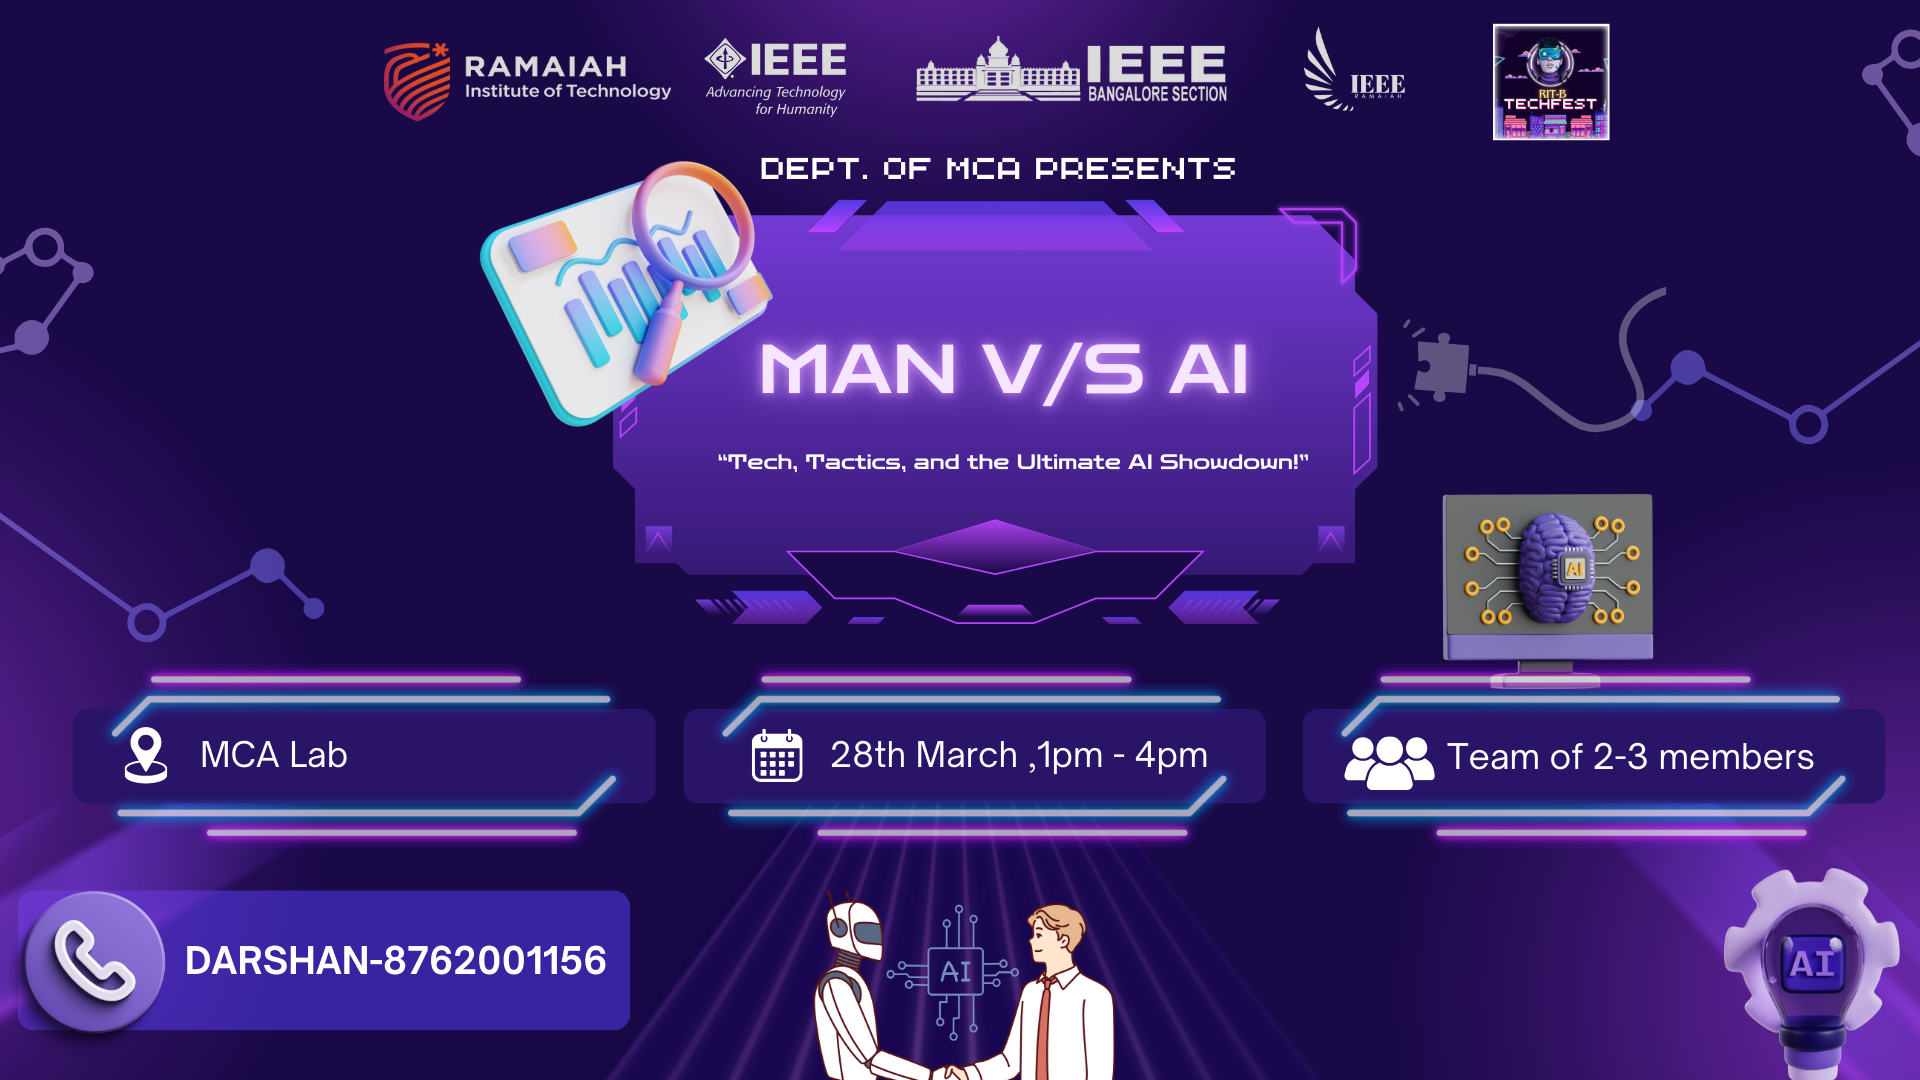 RAMAIAH
Institute of Technology
IEEE
Advancing Technology
for Humanity
IEEE
BANGALORE SECTION
IEEE
RAMAIAH
RIT-B
TECHFEST
DEPT. OF MCA PRESENTS
MAN V/S AI
“Tech, Tactics, and the Ultimate AI Showdown!”
AI
MCA Lab
28th March ,1pm - 4pm
Team of 2-3 members
DARSHAN-8762001156
AI
AI